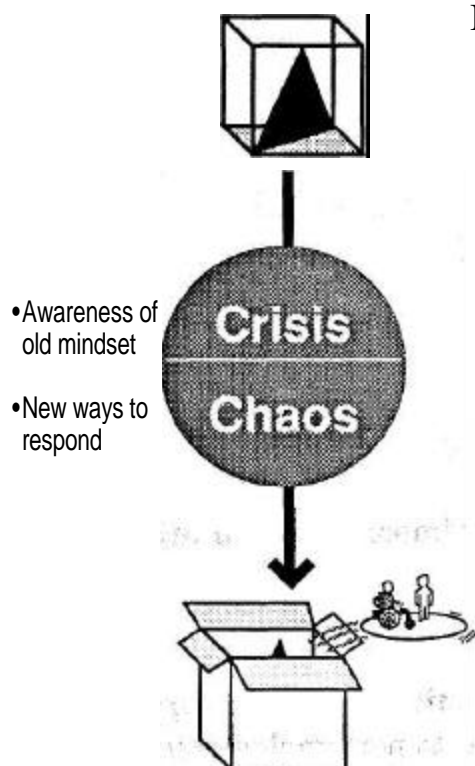 Crisis
•Awareness of
old mindset
Chaos
•New ways to
respond